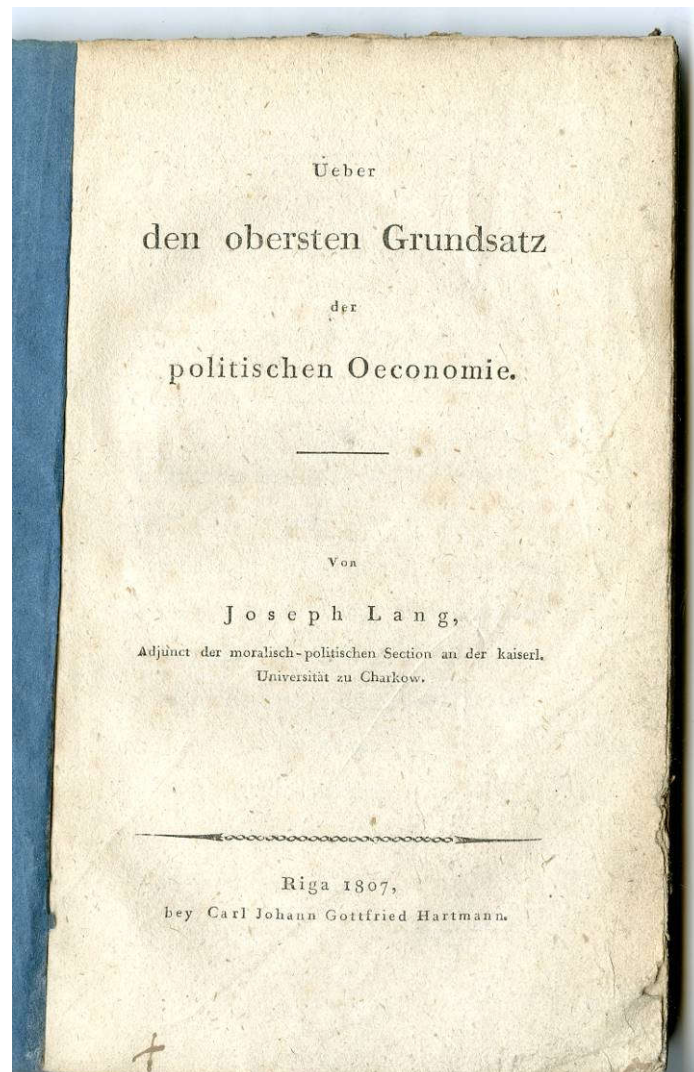 Ueber
den obersten Grundsatz
der
politischen Oeconomie.
Von
Joseph Lang,
Adjunct der moralisch-politischen Section an der kaiserl.
Universität zu Charkow.
Riga 1807,
bey Carl Johann Gottfried Hartmann.